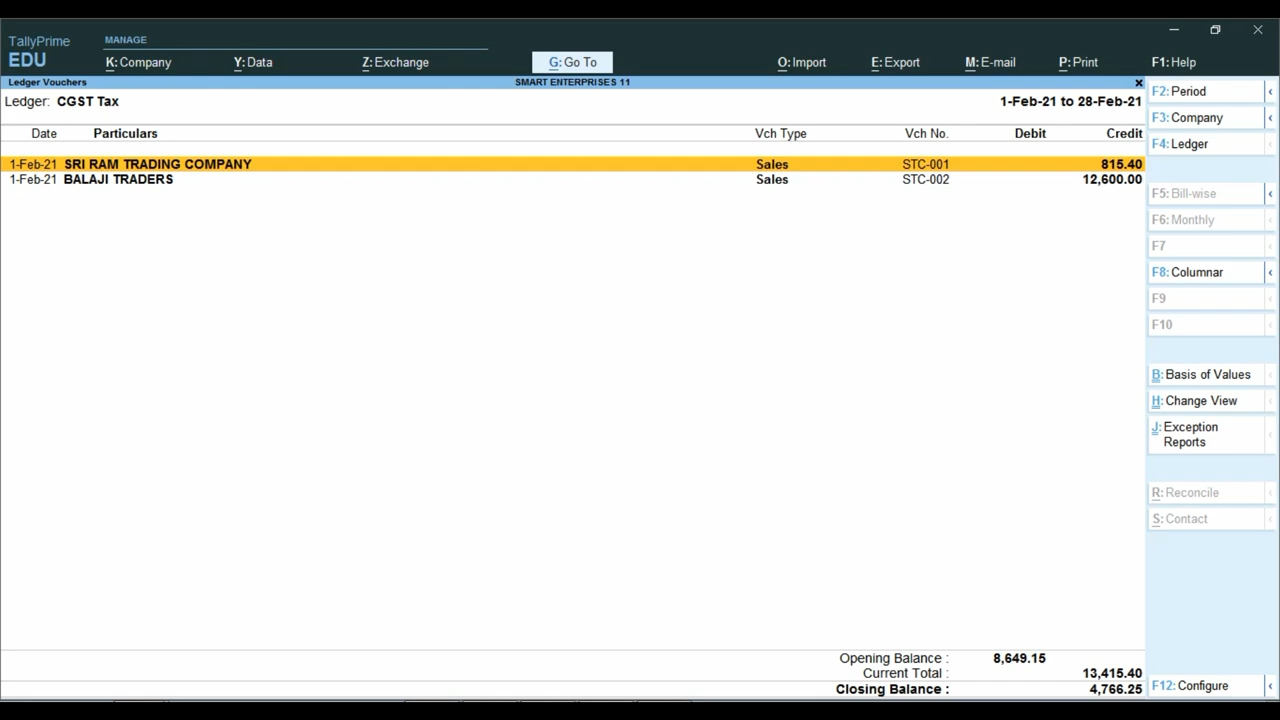 TallyPrime
EDU
MANAGE
K: Company Y: Data Z: Exchange G: Go To O: Import E: Export M: E-mail P: Print F1: Help
Ledger Vouchers SMART ENTERPRISES 11 ×
Ledger: CGST Tax 1-Feb-21 to 28-Feb-21
Date Particulars Vch Type Vch No. Debit Credit
1-Feb-21 SRI RAM TRADING COMPANY Sales STC-001 815.40
1-Feb-21 BALAJI TRADERS Sales STC-002 12,600.00
Opening Balance : 8,649.15
Current Total : 13,415.40
Closing Balance : 4,766.25
F2: Period
F3: Company
F4: Ledger
F5: Bill-wise
F6: Monthly
F7
F8: Columnar
F9
F10
B: Basis of Values
H: Change View
J: Exception
Reports
R: Reconcile
S: Contact
F12: Configure